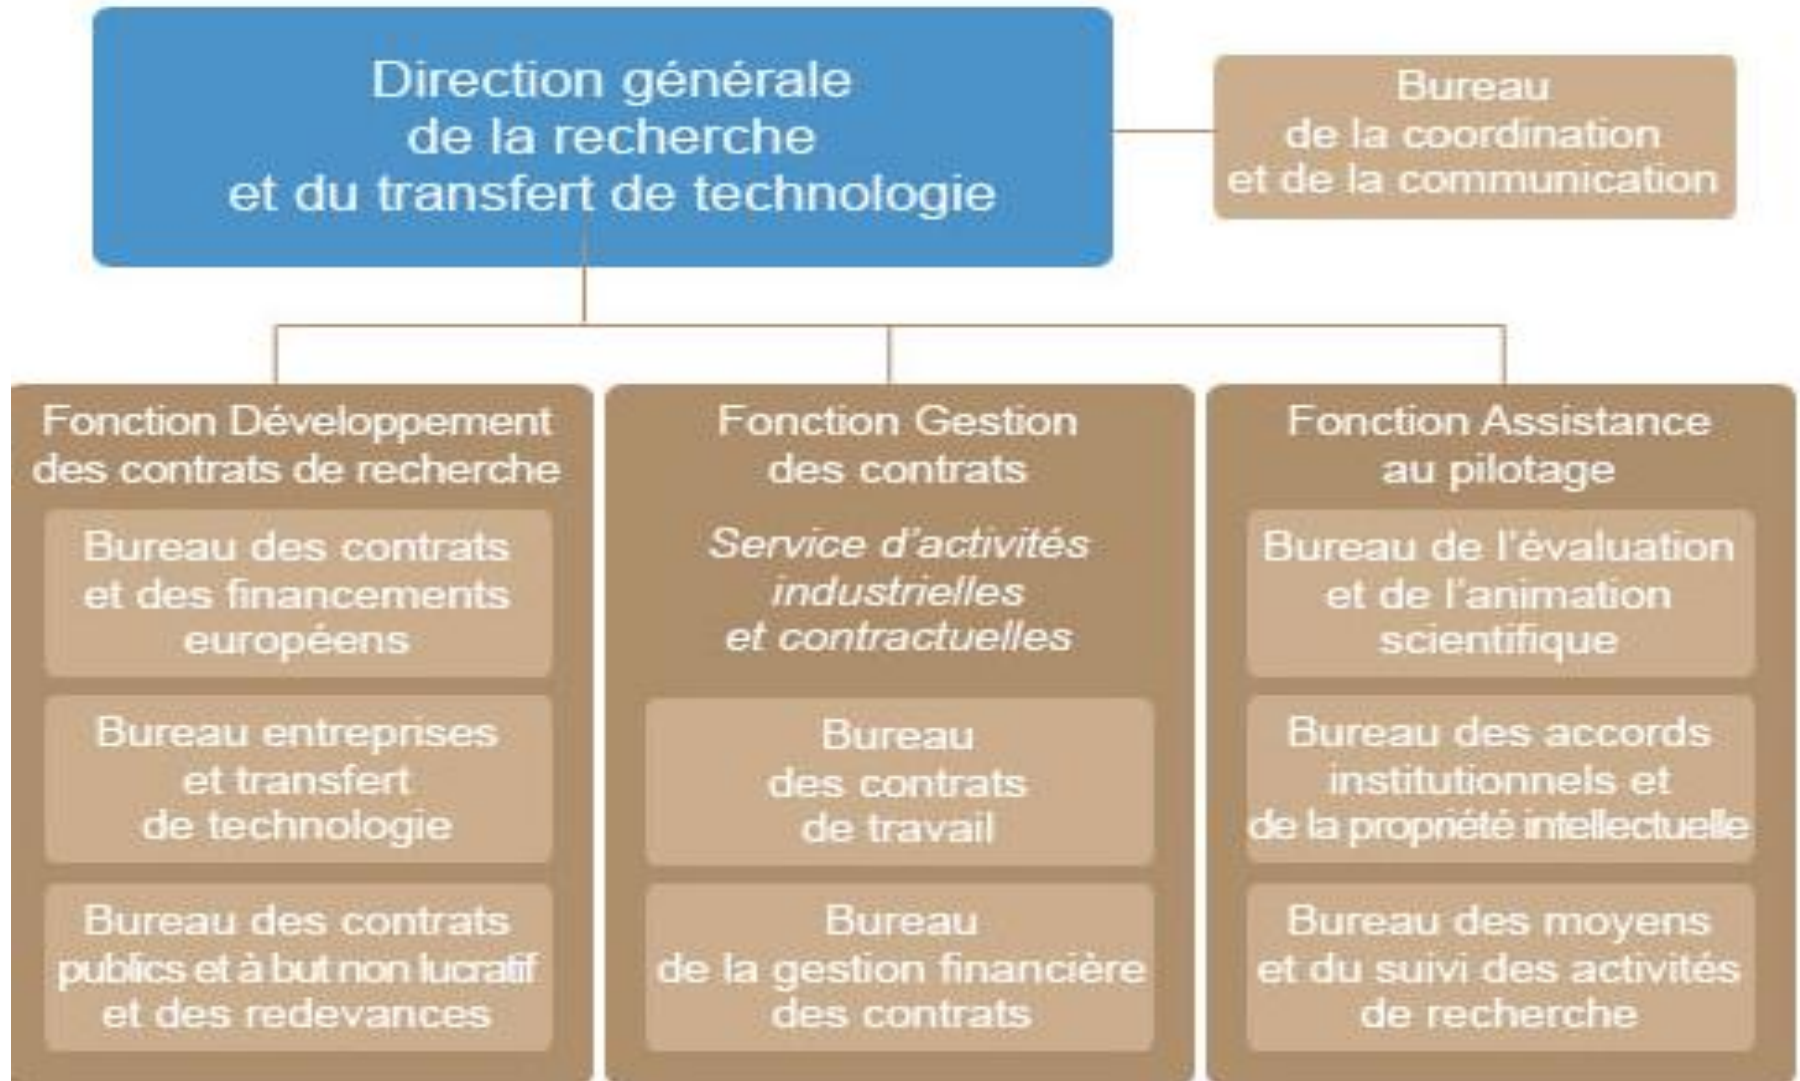 Direction générale
de la recherche
et du transfert de technologie
Bureau
de la coordination
et de la communication
Fonction Développement
des contrats de recherche
Bureau des contrats
et des financements
européens
Bureau entreprises
et transfert
de technologie
Bureau des contrats
publics et à but non lucratif
et des redevances
Fonction Gestion
des contrats
Service d'activités
industrielles
et contractuelles
Bureau
des contrats
de travail
Bureau
de la gestion financière
des contrats
Fonction Assistance
au pilotage
Bureau de l'évaluation
et de l'animation
scientifique
Bureau des accords
institutionnels et
de la propriété intellectuelle
Bureau des moyens
et du suivi des activités
de recherche